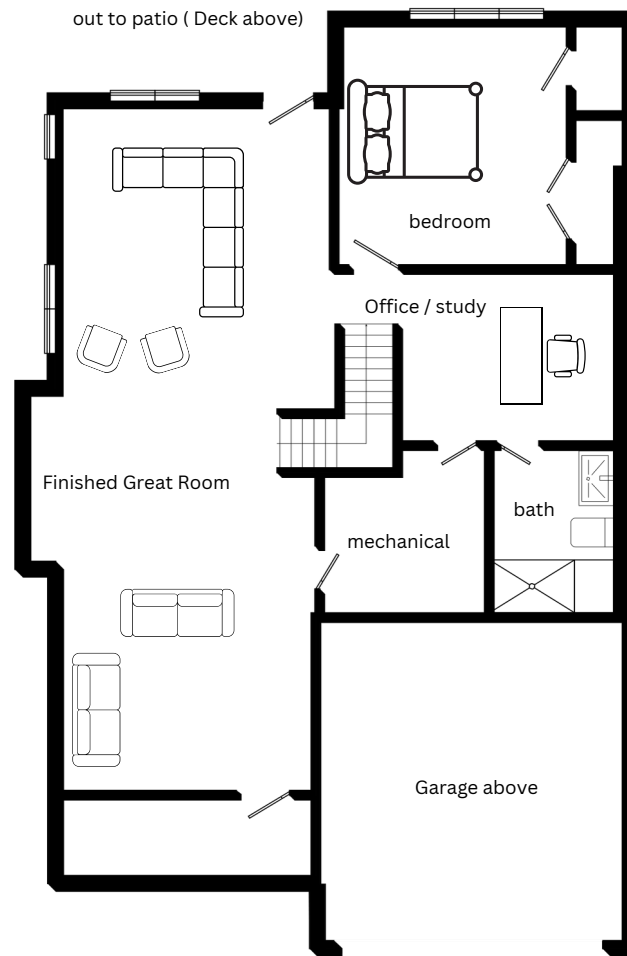 out to patio ( Deck above)
bedroom
Office / study
Finished Great Room
bath
mechanical
Garage above